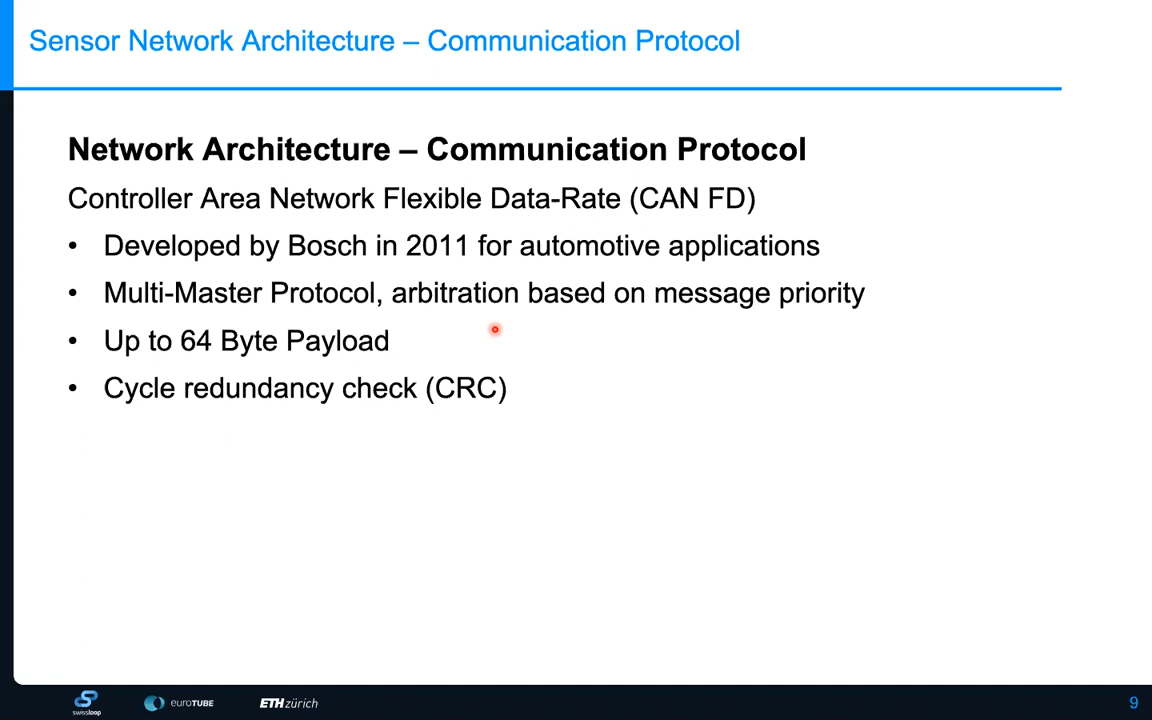 Sensor Network Architecture – Communication Protocol
Network Architecture – Communication Protocol
Controller Area Network Flexible Data-Rate (CAN FD)
• Developed by Bosch in 2011 for automotive applications
• Multi-Master Protocol, arbitration based on message priority
• Up to 64 Byte Payload
• Cycle redundancy check (CRC)
swissloop
euroTUBE
ETH zürich
9